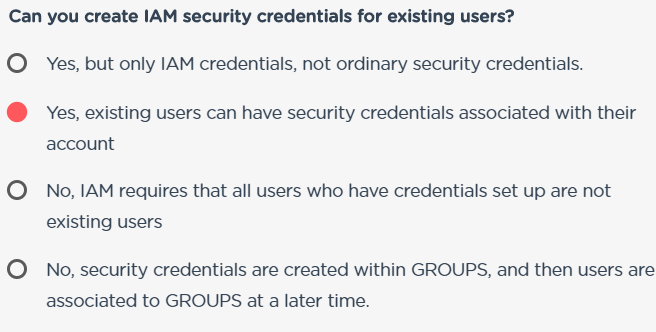 Can you create IAM security credentials for existing users?
Yes, but only IAM credentials, not ordinary security credentials.
Yes, existing users can have security credentials associated with their
account
No, IAM requires that all users who have credentials set up are not
existing users
No, security credentials are created within GROUPS, and then users are
associated to GROUPS at a later time.